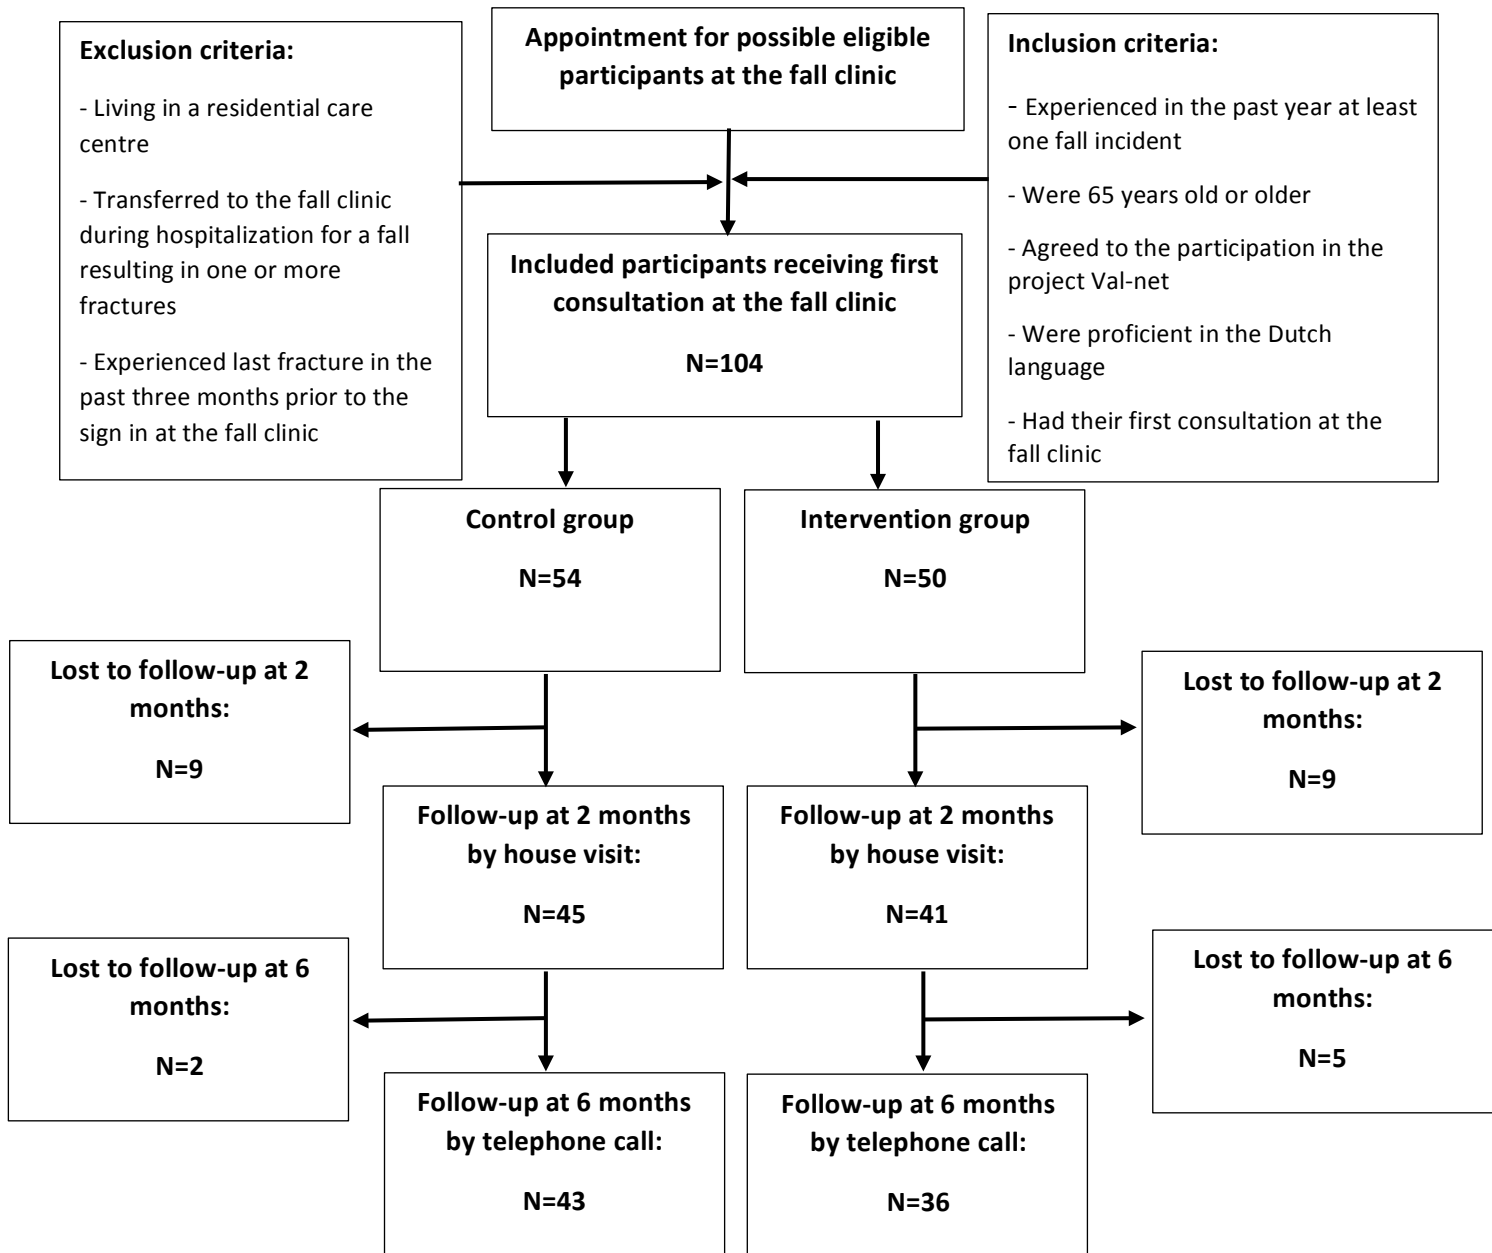 Exclusion criteria:
- Living in a residential care
centre
- Transferred to the fall clinic
during hospitalization for a fall
resulting in one or more
fractures
- Experienced last fracture in the
past three months prior to the
sign in at the fall clinic
Appointment for possible eligible
participants at the fall clinic
Inclusion criteria:
- Experienced in the past year at least
one fall incident
- Were 65 years old or older
- Agreed to the participation in the
project Val-net
- Were proficient in the Dutch
language
- Had their first consultation at the
fall clinic
Included participants receiving first
consultation at the fall clinic
N=104
Control group
N=54
Intervention group
N=50
Lost to follow-up at 2
months:
N=9
Lost to follow-up at 2
months:
N=9
Follow-up at 2 months
by house visit:
N=45
Follow-up at 2 months
by house visit:
N=41
Lost to follow-up at 6
months:
N=2
Lost to follow-up at 6
months:
N=5
Follow-up at 6 months
by telephone call:
N=43
Follow-up at 6 months
by telephone call:
N=36